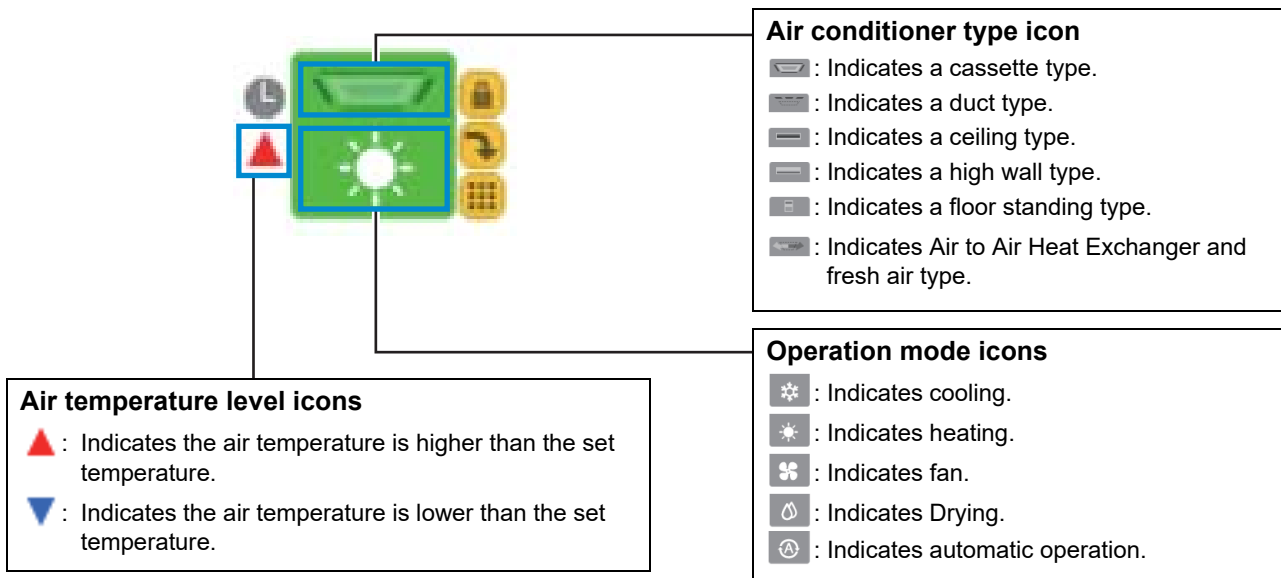 Air conditioner type icon
: Indicates a cassette type.
: Indicates a duct type.
: Indicates a ceiling type.
: Indicates a high wall type.
: Indicates a floor standing type.
: Indicates Air to Air Heat Exchanger and
fresh air type.
Operation mode icons
: Indicates cooling.
: Indicates heating.
: Indicates fan.
: Indicates Drying.
A : Indicates automatic operation.
Air temperature level icons
: Indicates the air temperature is higher than the set
temperature.
: Indicates the air temperature is lower than the set
temperature.